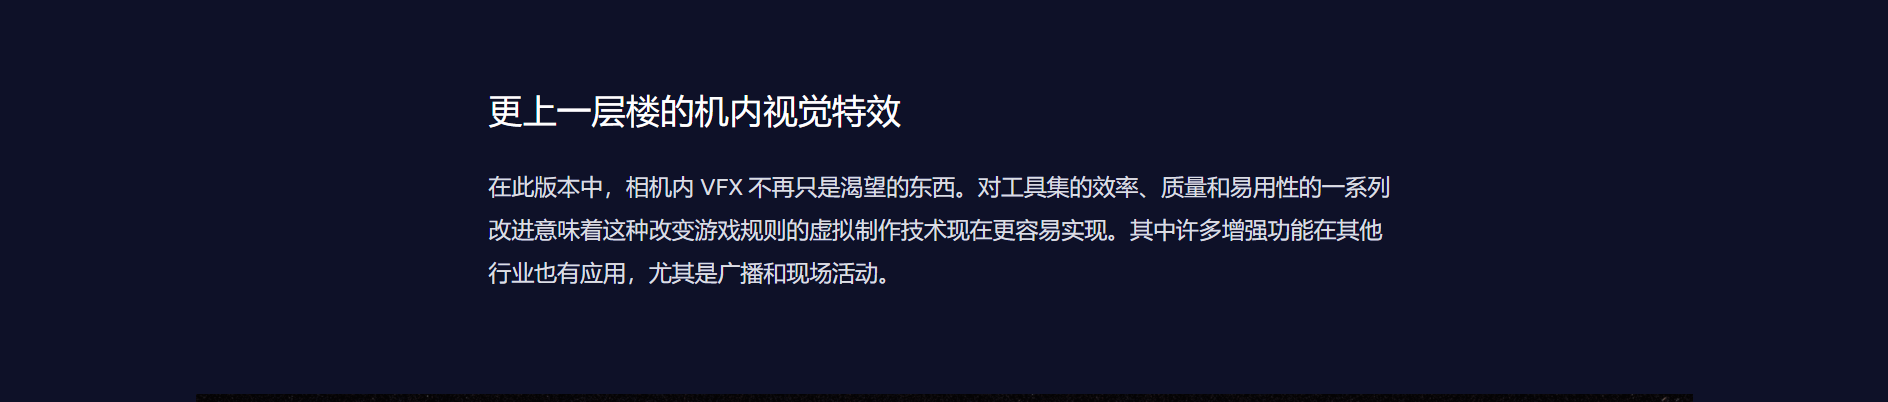 更上一层楼的机内视觉特效
在此版本中，相机内 VFX 不再只是渴望的东西。对工具集的效率、质量和易用性的一系列
改进意味着这种改变游戏规则的虚拟制作技术现在更容易实现。其中许多增强功能在其他
行业也有应用，尤其是广播和现场活动。